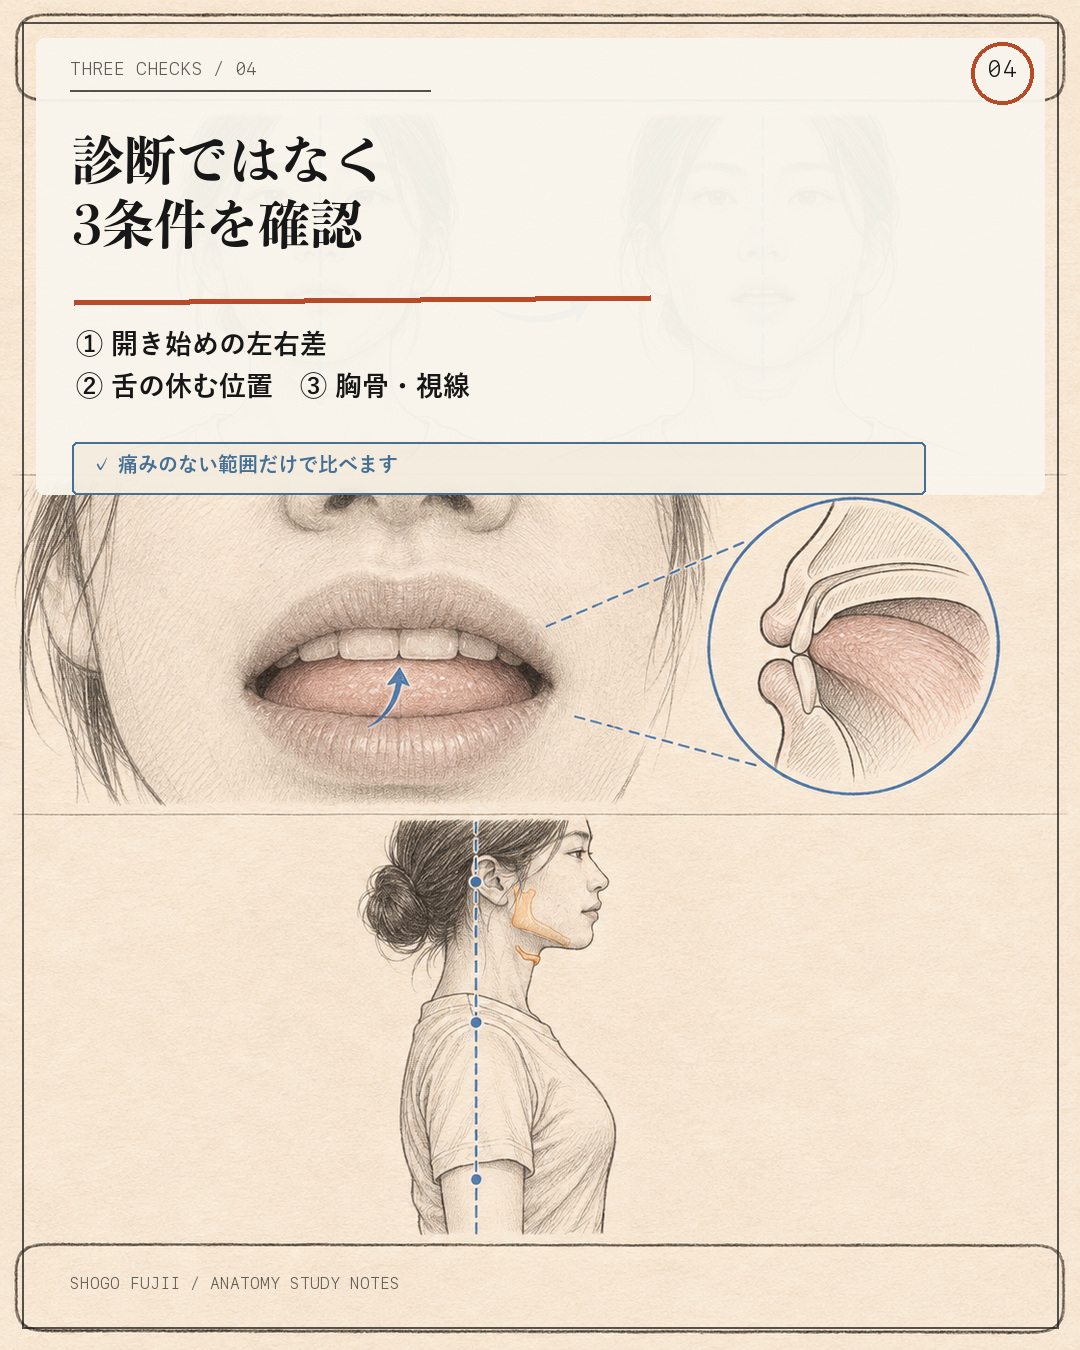 THREE CHECKS / 04
04
診断ではなく
3条件を確認
① 開き始めの左右差
② 舌の休む位置　③ 胸骨・視線
✓ 痛みのない範囲だけで比べます
SHOGO FUJII / ANATOMY STUDY NOTES